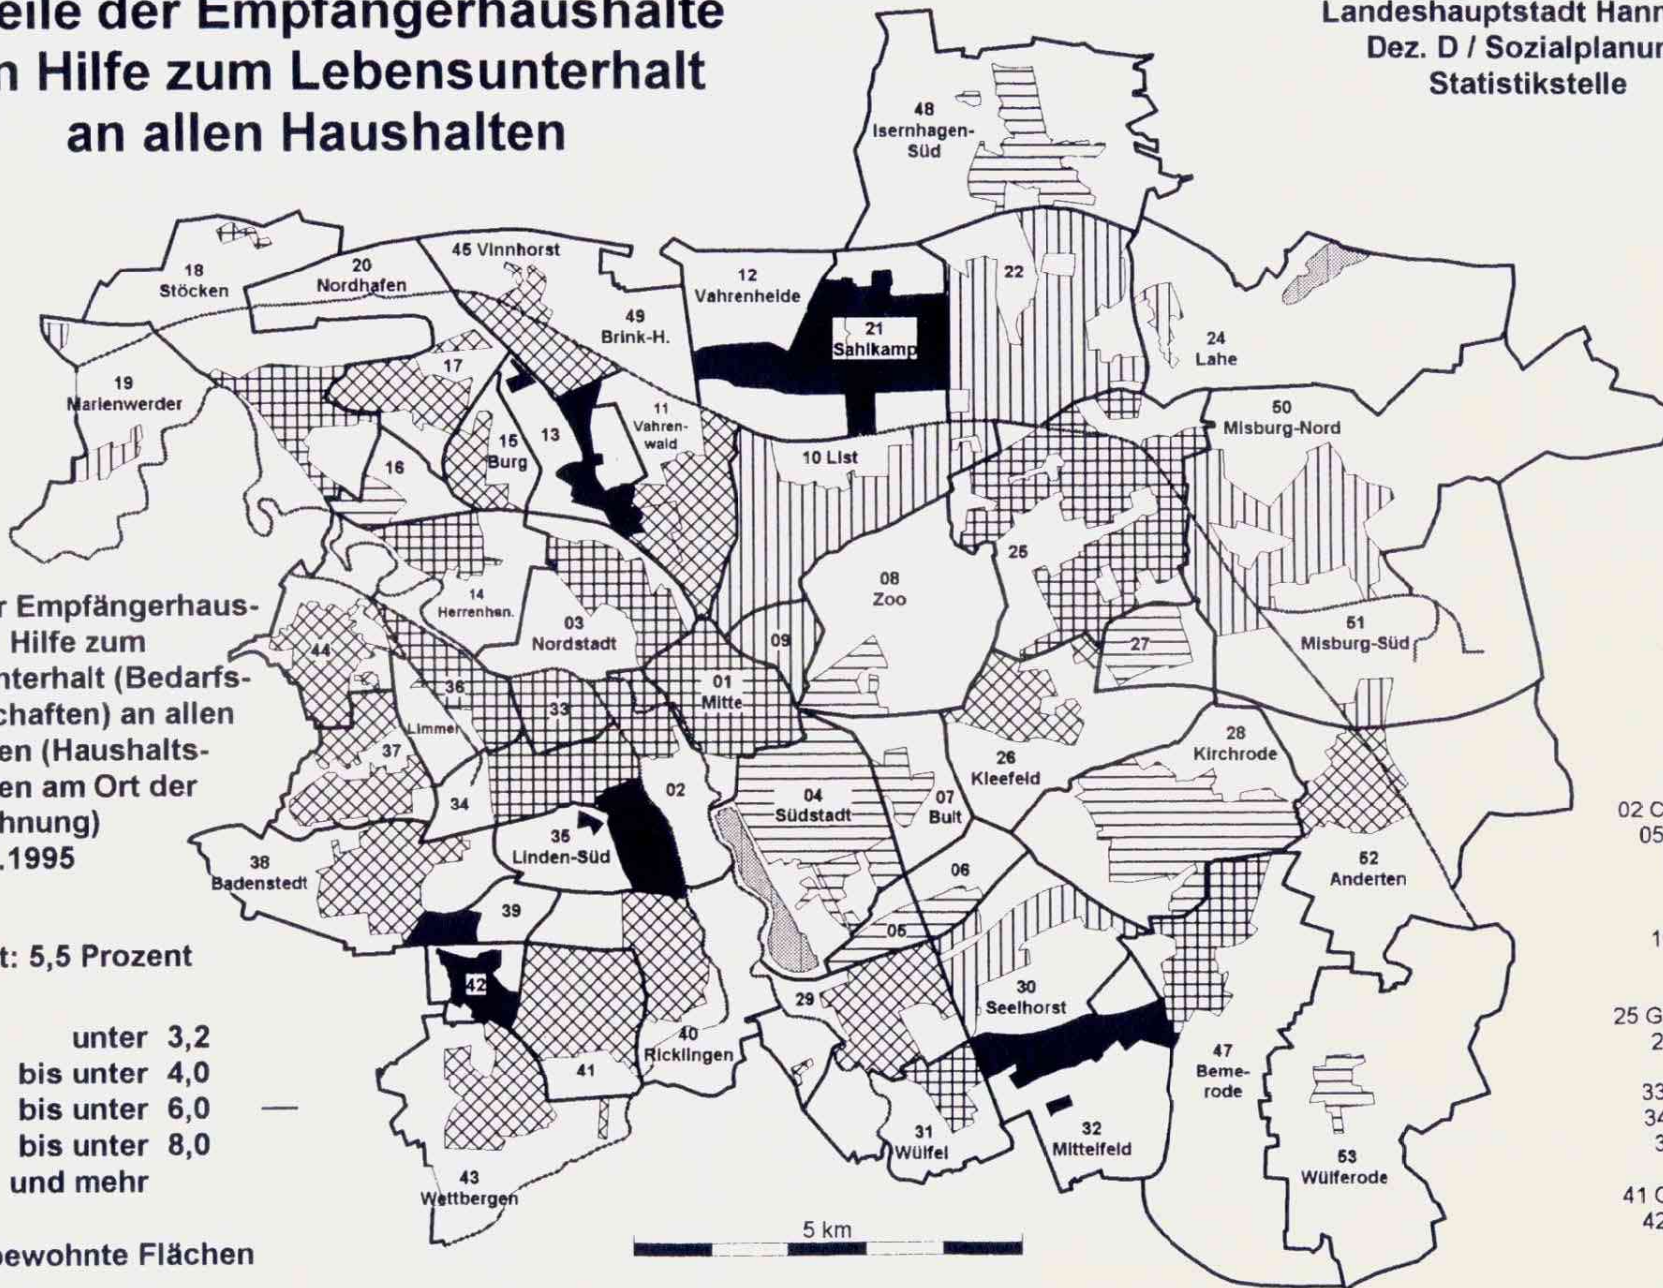 eile der Empfängerhaushalte
n Hilfe zum Lebensunterhalt
an allen Haushalten
Landeshauptstadt Hann
Dez. D / Sozialplanun
Statistikstelle
48
Isernhagen-
Süd
45 Vinnhorst
18
Stöcken
20
Nordhafen
12
Vahrenheide
22
49
Brink-H.
21
Sahlkamp
24
Lahe
17
19
Marienwerder
11
Vahren-
wald
50
Misburg-Nord
15
Burg
13
10 List
16
25
08
Zoo
14
Herrenhsn.
03
Nordstadt
09
27
51
Misburg-Süd
44
36
Limmer
33
01
Mitte
37
28
Kirchrode
26
Kleefeld
34
02
04
Südstadt
07
Bult
35
Linden-Süd
38
Badenstedt
06
52
Anderten
39
05
42
29
30
Seelhorst
40
Ricklingen
41
47
Beme-
rode
31
Wülfel
32
Mittelfeld
53
Wülferode
43
Wettbergen
r Empfängerhaus-
Hilfe zum
nterhalt (Bedarfs-
chaften) an allen
en (Haushalts-
en am Ort der
hnung)
.1995
t: 5,5 Prozent
unter 3,2
bis unter 4,0
bis unter 6,0 —
bis unter 8,0
und mehr
bewohnte Flächen
5 km
02 C
05
1
25 G
2
33
34
3
41 O
42